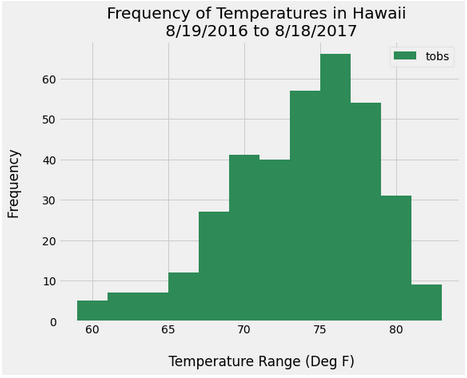 Frequency of Temperatures in Hawaii
8/19/2016 to 8/18/2017
tobs
60
50
40
30
20
10
0
Frequency
60 65 70 75 80
Temperature Range (Deg F)